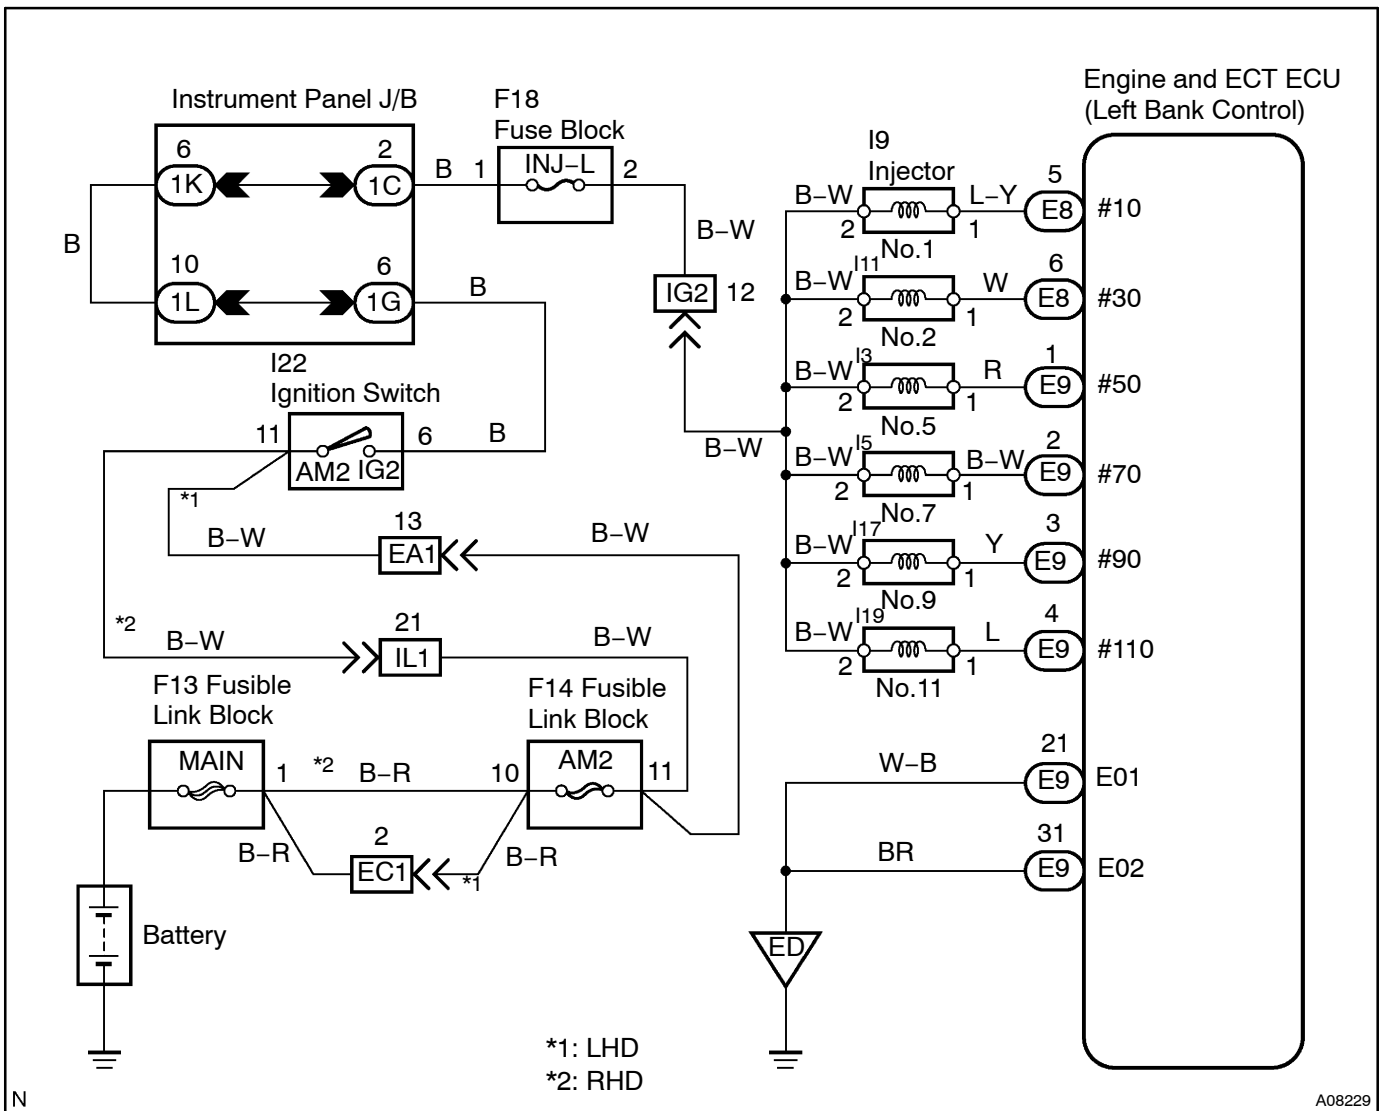 Engine and ECT ECU
(Left Bank Control)
Instrument Panel J/B
F18
Fuse Block
I9
Injector
6
2
1K
1C
B
1
INJ-L
2
B-W
L-Y
5
E8
#10
2
1
No.1
B-W
B
10
6
1L
1G
B
IG2
12
B-W
I11
W
6
E8
#30
2
1
No.2
I22
Ignition Switch
B-W
I3
R
1
E9
#50
2
1
No.5
11
AM2
IG2
6
B
B-W
B-W
I5
B-W
2
E9
#70
2
1
No.7
*1
B-W
13
EA1
B-W
B-W
I17
Y
3
E9
#90
2
1
No.9
*2
B-W
21
IL1
B-W
B-W
I19
L
4
E9
#110
2
1
No.11
F13 Fusible
Link Block
F14 Fusible
Link Block
MAIN
1
*2
B-R
10
AM2
11
W-B
21
E9
E01
B-R
2
EC1
*1
B-R
BR
31
E9
E02
Battery
ED
*1: LHD
*2: RHD
N
A08229